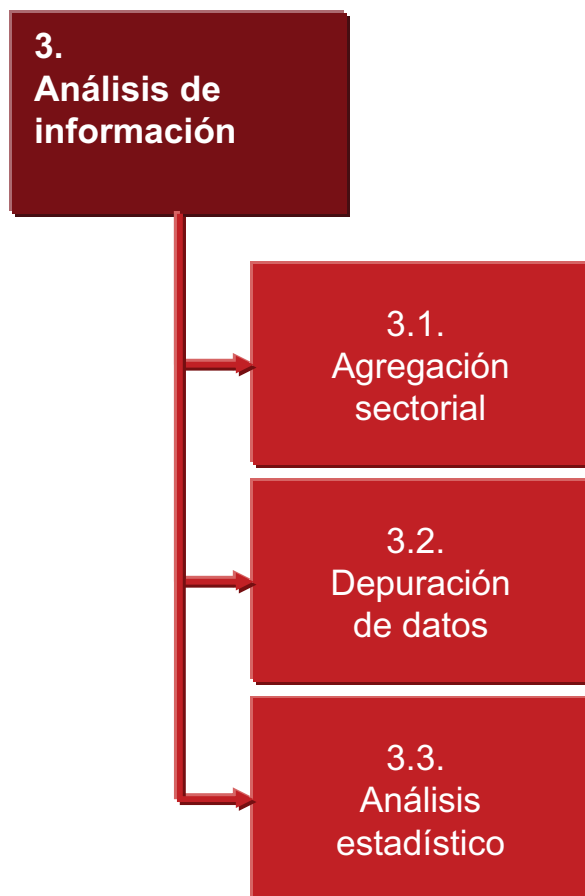 3.
Análisis de
información
3.1.
Agregación
sectorial
3.2.
Depuración
de datos
3.3.
Análisis
estadístico